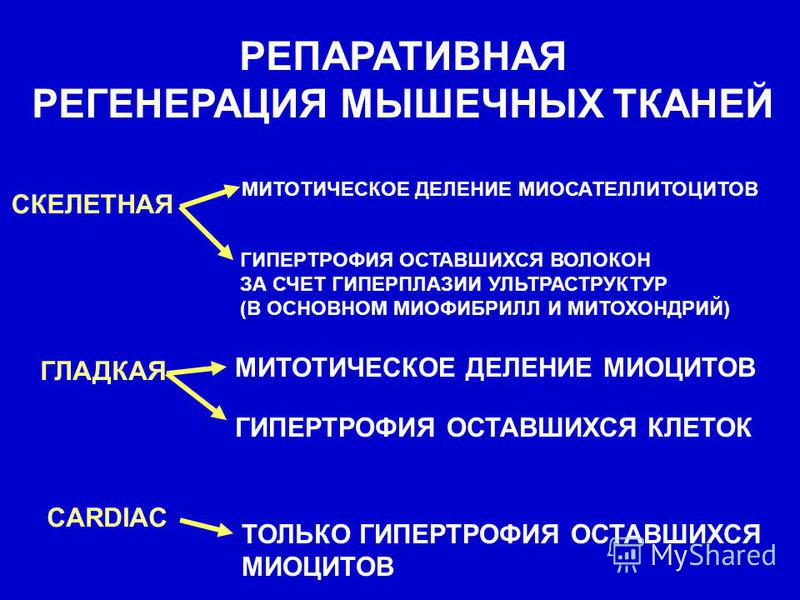 РЕПАРАТИВНАЯ
РЕГЕНЕРАЦИЯ МЫШЕЧНЫХ ТКАНЕЙ
СКЕЛЕТНАЯ
МИТОТИЧЕСКОЕ ДЕЛЕНИЕ МИОСАТЕЛЛИТОЦИТОВ
ГИПЕРТРОФИЯ ОСТАВШИХСЯ ВОЛОКОН
ЗА СЧЕТ ГИПЕРПЛАЗИИ УЛЬТРАСТРУКТУР
(В ОСНОВНОМ МИОФИБРИЛЛ И МИТОХОНДРИЙ)
ГЛАДКАЯ
МИТОТИЧЕСКОЕ ДЕЛЕНИЕ МИОЦИТОВ
ГИПЕРТРОФИЯ ОСТАВШИХСЯ КЛЕТОК
CARDIAC
ТОЛЬКО ГИПЕРТРОФИЯ ОСТАВШИХСЯ
МИОЦИТОВ
MyShared